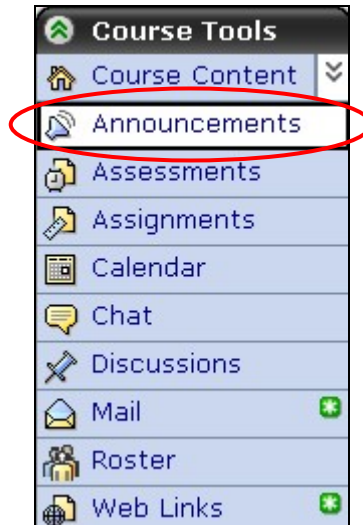 Course Tools
Course Content
Announcements
Assessments
Assignments
Calendar
Chat
Discussions
Mail
Roster
Web Links